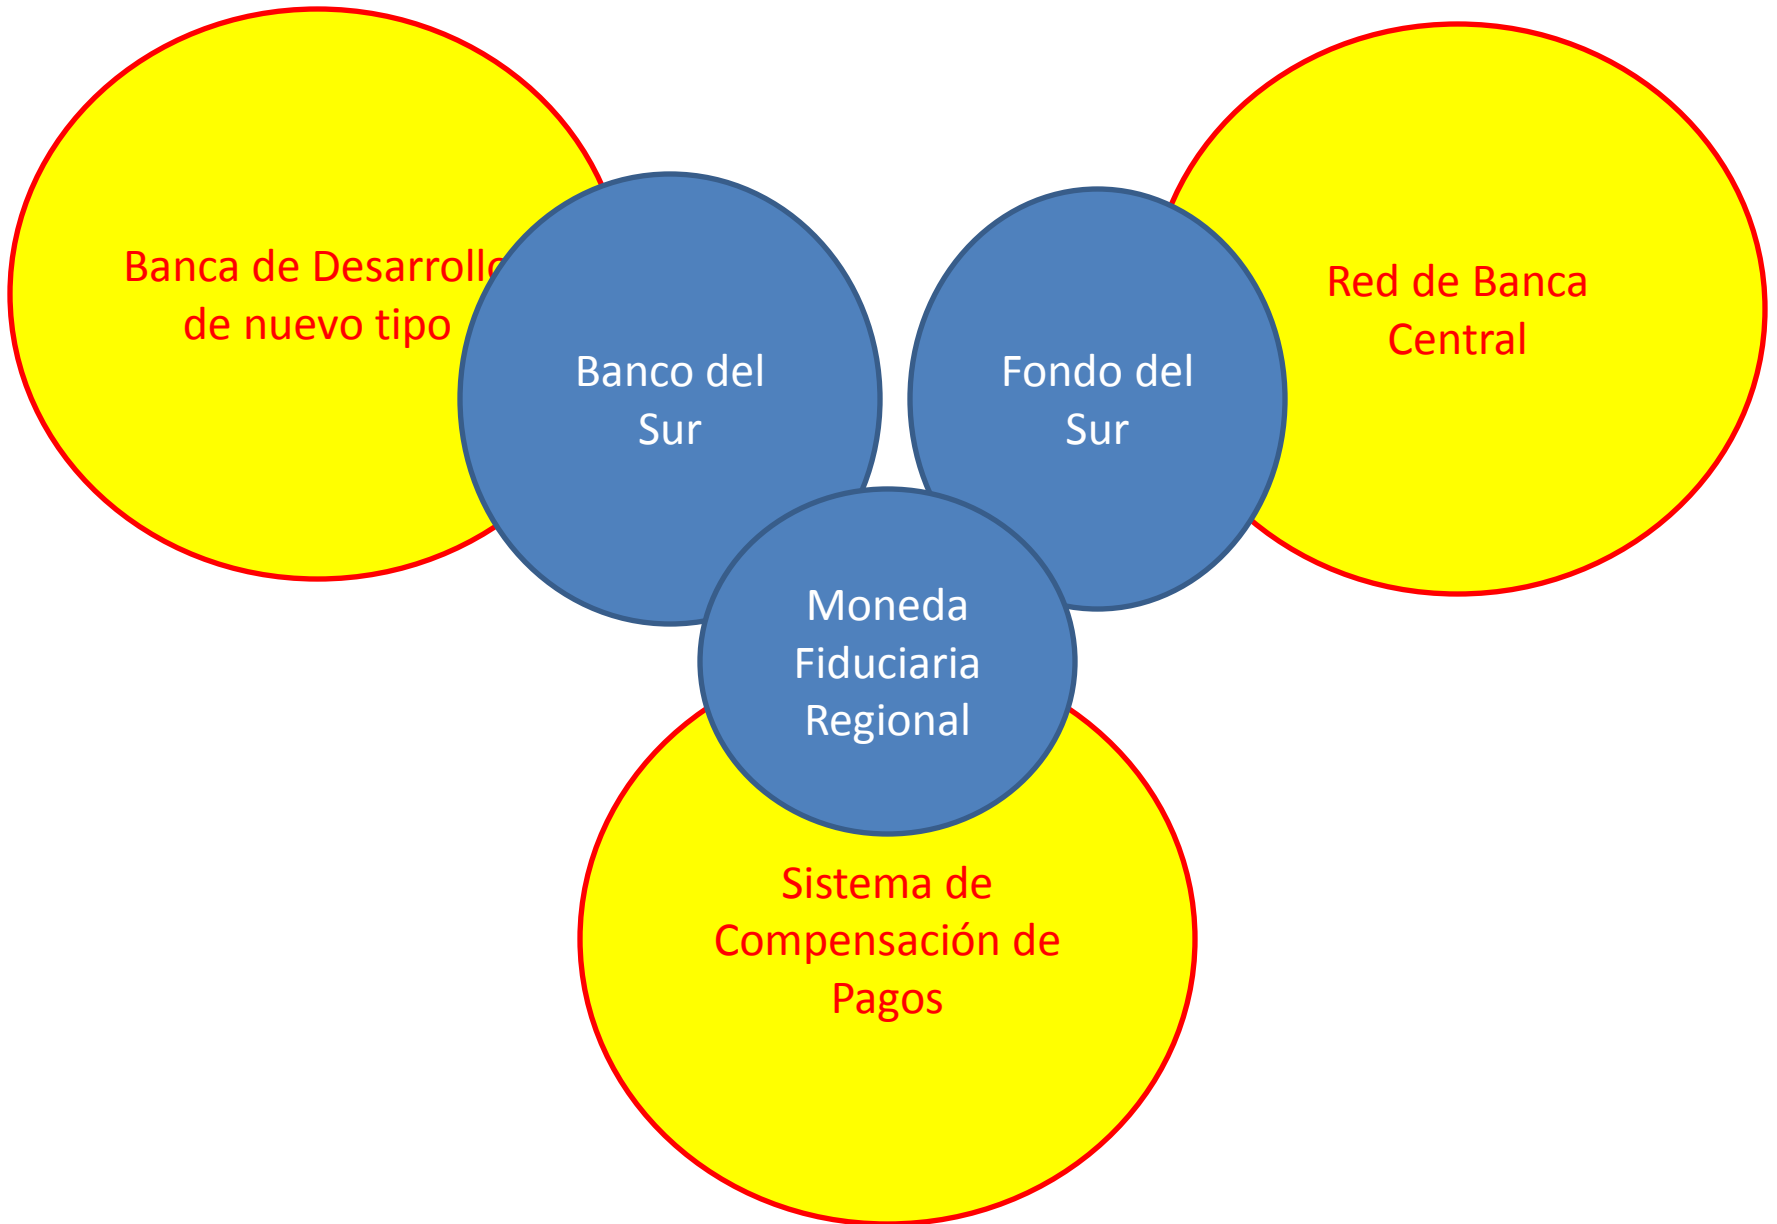 Banca de Desarrollo
de nuevo tipo
Banco del
Sur
Fondo del
Sur
Red de Banca
Central
Moneda
Fiduciaria
Regional
Sistema de
Compensación de
Pagos